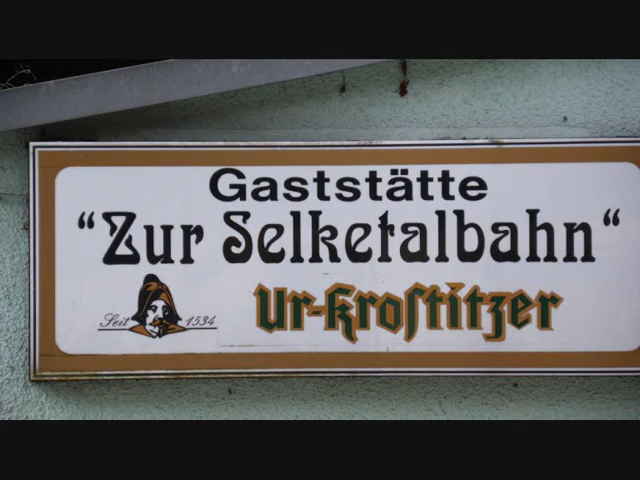 Gaststätte
“Zur Selketalbahn“
Seit 1534
Ur-Kroſtitzer